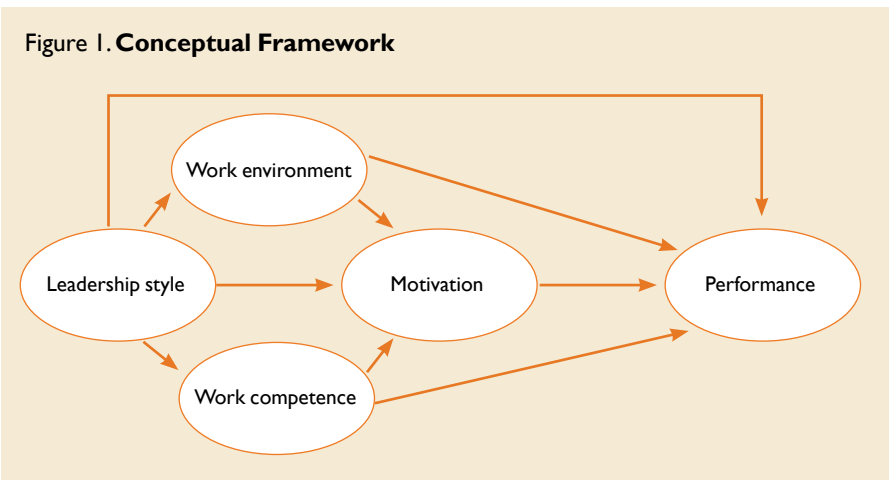 Figure 1. Conceptual Framework
Work environment
Leadership style
Motivation
Performance
Work competence